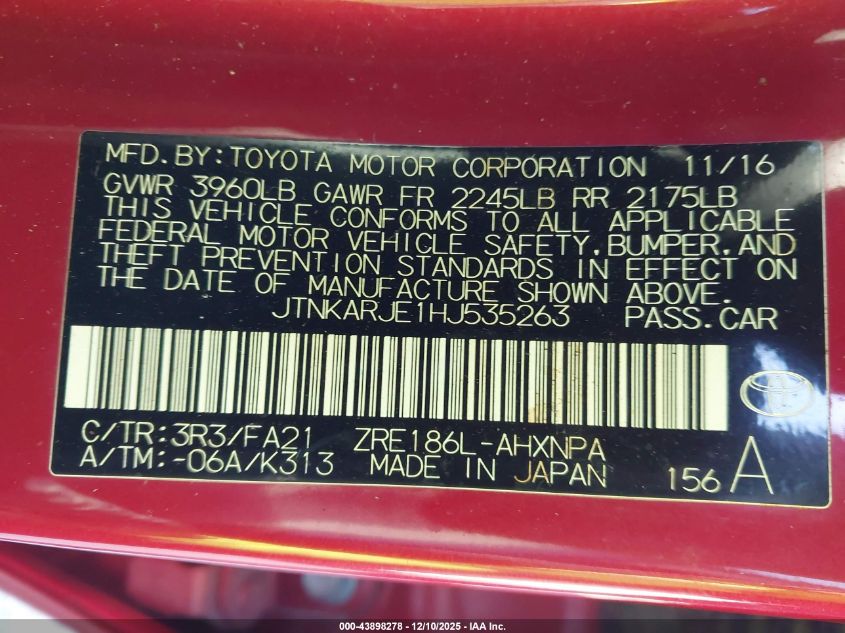 MFD.BY:TOYOTA MOTOR CORPORATION 11/16
GVWR 3960LB GAWR FR 2245LB RR 2175LB
THIS VEHICLE CONFORMS TO ALL APPLICABLE
FEDERAL MOTOR VEHICLE SAFETY,BUMPER,AND
THEFT PREVENTION STANDARDS IN EFFECT ON
THE DATE OF MANUFACTURE SHOWN ABOVE.
JTNKARJE1HJ535263 PASS.CAR
C/TR:3R3/FA21 ZRE186L-AHXNPA
A/TM:-06A/K313 MADE IN JAPAN 156 A
000-43898278 - 12/10/2025 - IAA Inc.